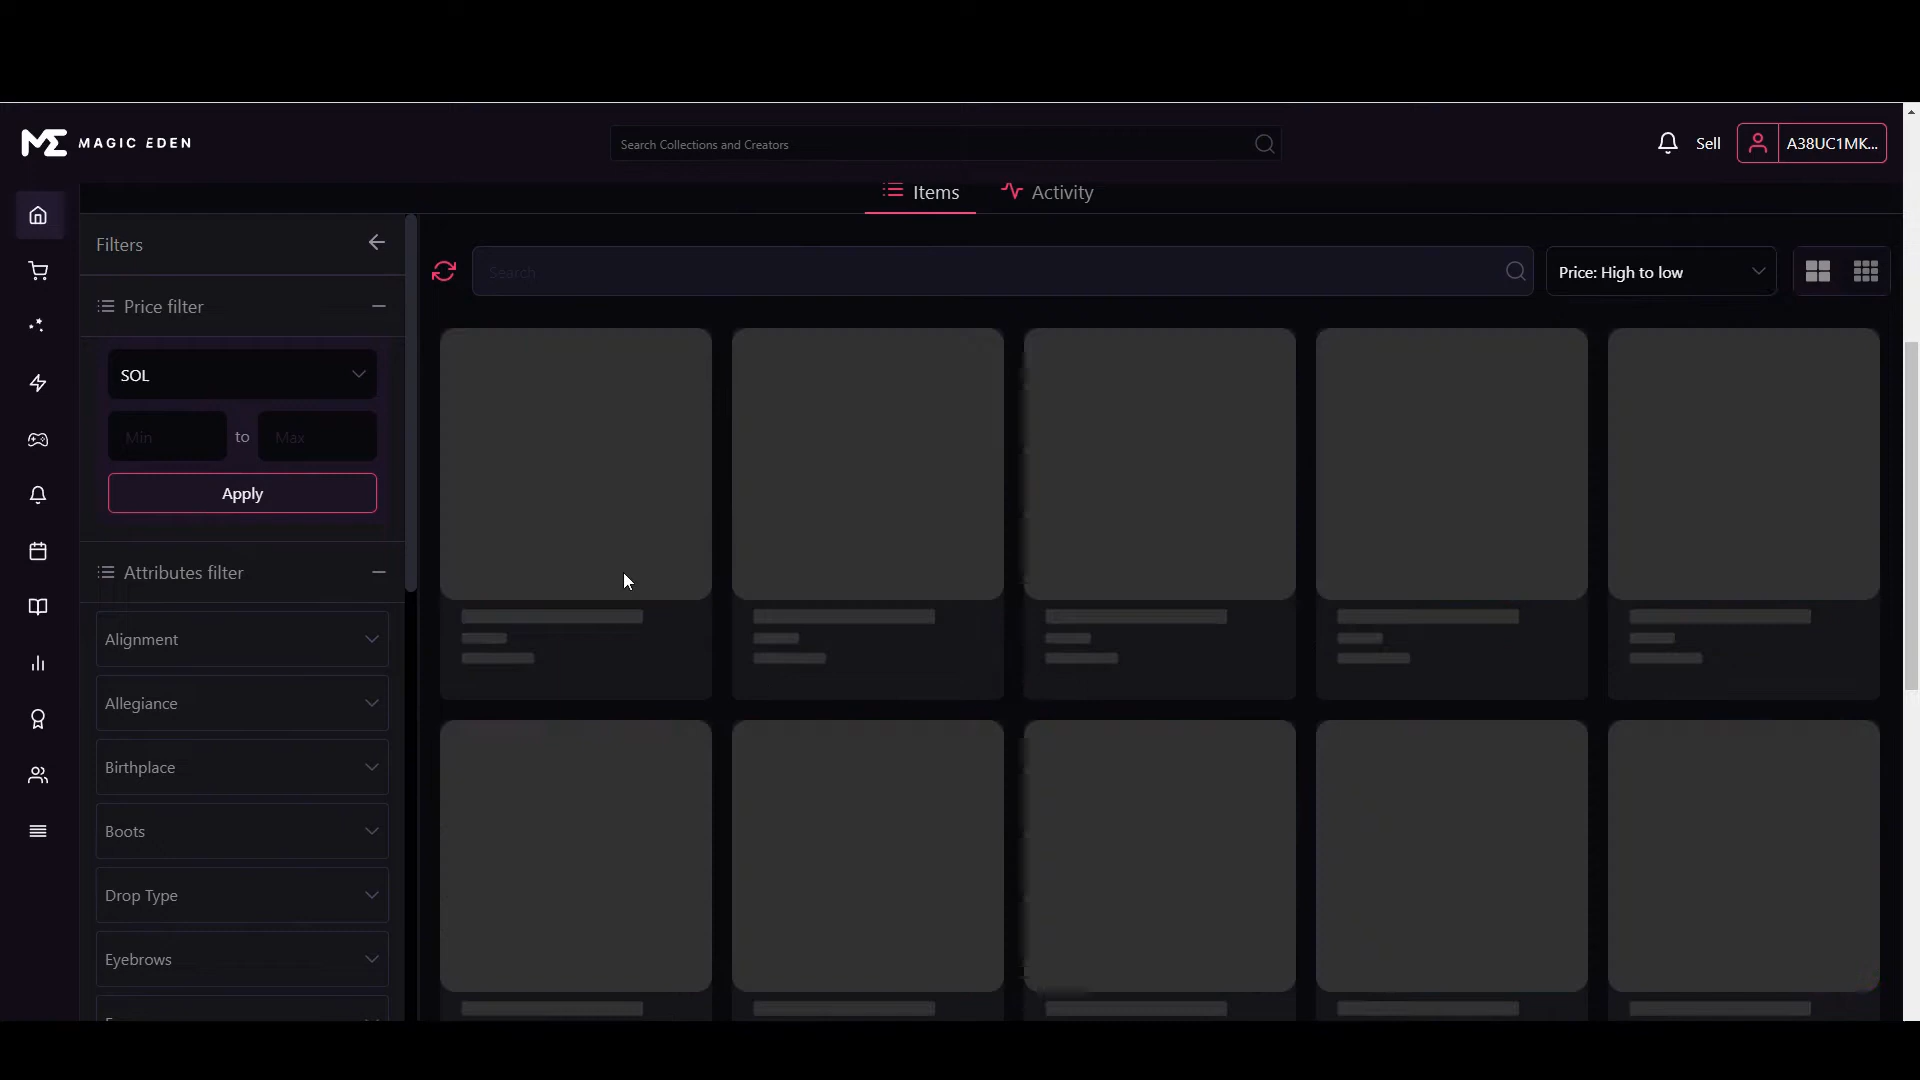 MAGIC EDEN
Search Collections and Creators
Sell
A38UC1MK...
Items
Activity
Filters
Search
Price: High to low
Price filter
SOL
Min
to
Max
Apply
Attributes filter
Alignment
Allegiance
Birthplace
Boots
Drop Type
Eyebrows